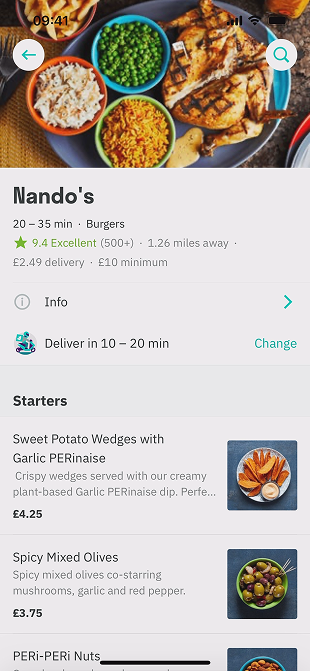 09:41
Nando's
20 – 35 min · Burgers
9.4 Excellent (500+) · 1.26 miles away ·
£2.49 delivery · £10 minimum
Info
Deliver in 10 – 20 min Change
Starters
Sweet Potato Wedges with
Garlic PERinaise
Crispy wedges served with our creamy
plant-based Garlic PERinaise dip. Perfe...
£4.25
Spicy Mixed Olives
Spicy mixed olives co-starring
mushrooms, garlic and red pepper.
£3.75
PERi-PERi Nuts